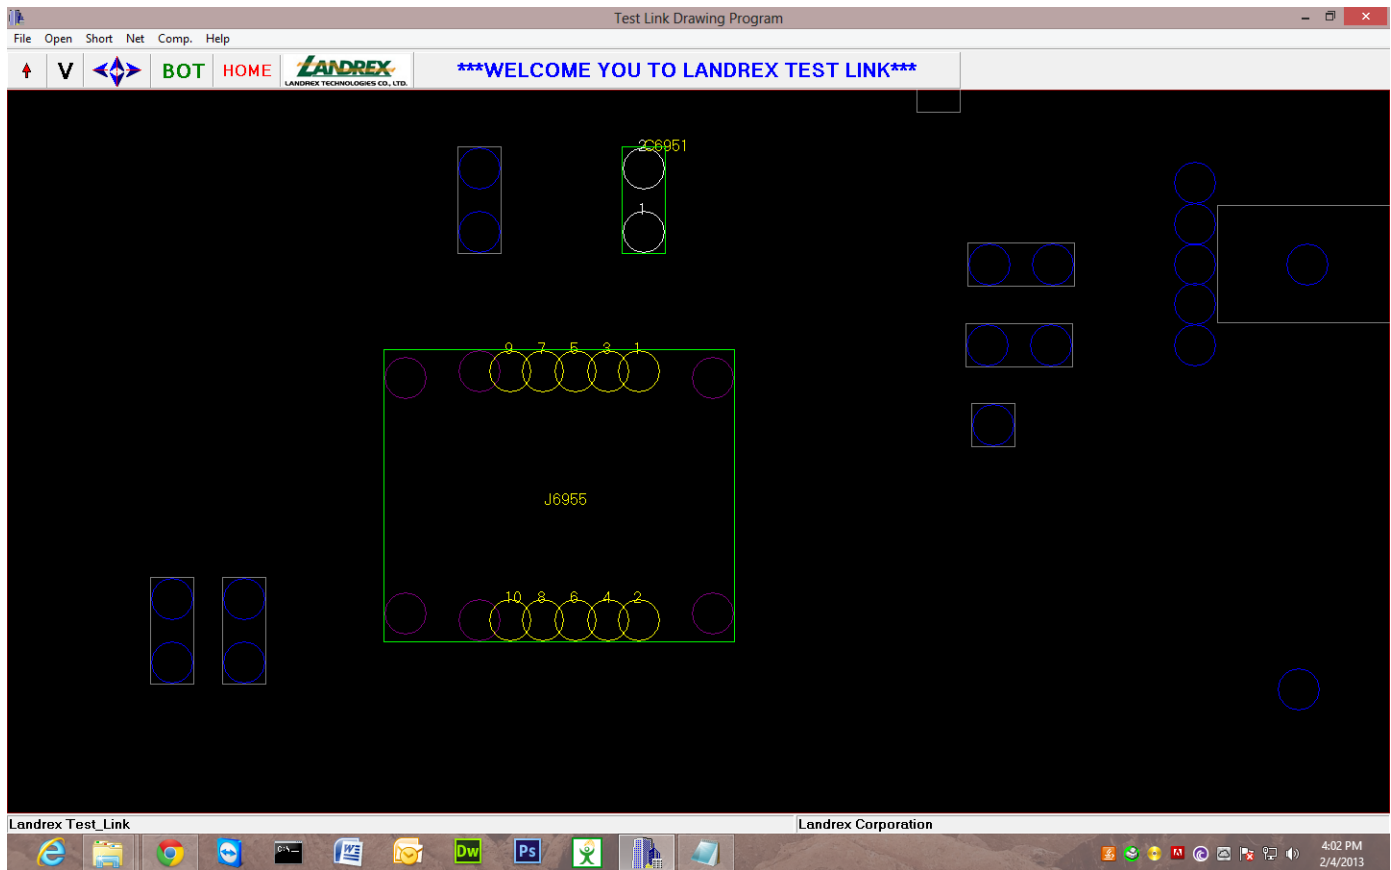 Test Link Drawing Program
File Open Short Net Comp. Help
V BOT HOME LANDREX ***WELCOME YOU TO LANDREX TEST LINK***
LANDREX TECHNOLOGIES CO., LTD.
2 C6951
1
9 7 5 3 1
J6955
10 8 6 4 2
Landrex Test_Link Landrex Corporation
Dw Ps
4:02 PM
2/4/2013